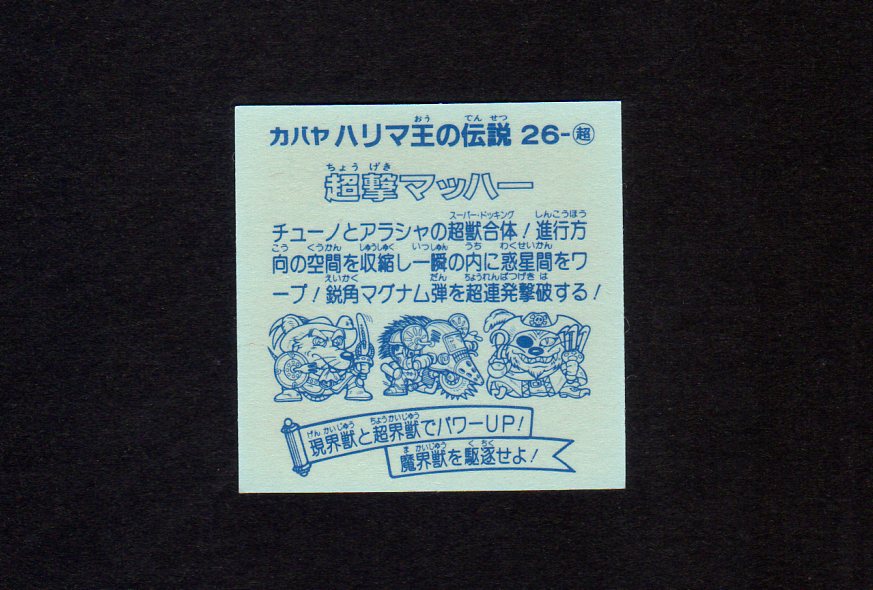 カバヤ ハリマ王の伝説 26-超
超撃マッハー
チューノとアラシャの超獣合体!進行方
向の空間を収縮し一瞬の内に惑星間をワ
ープ!鋭角マグナム弾を超連発撃破する!
現界獣と超界獣でパワーUP!
魔界獣を駆逐せよ!